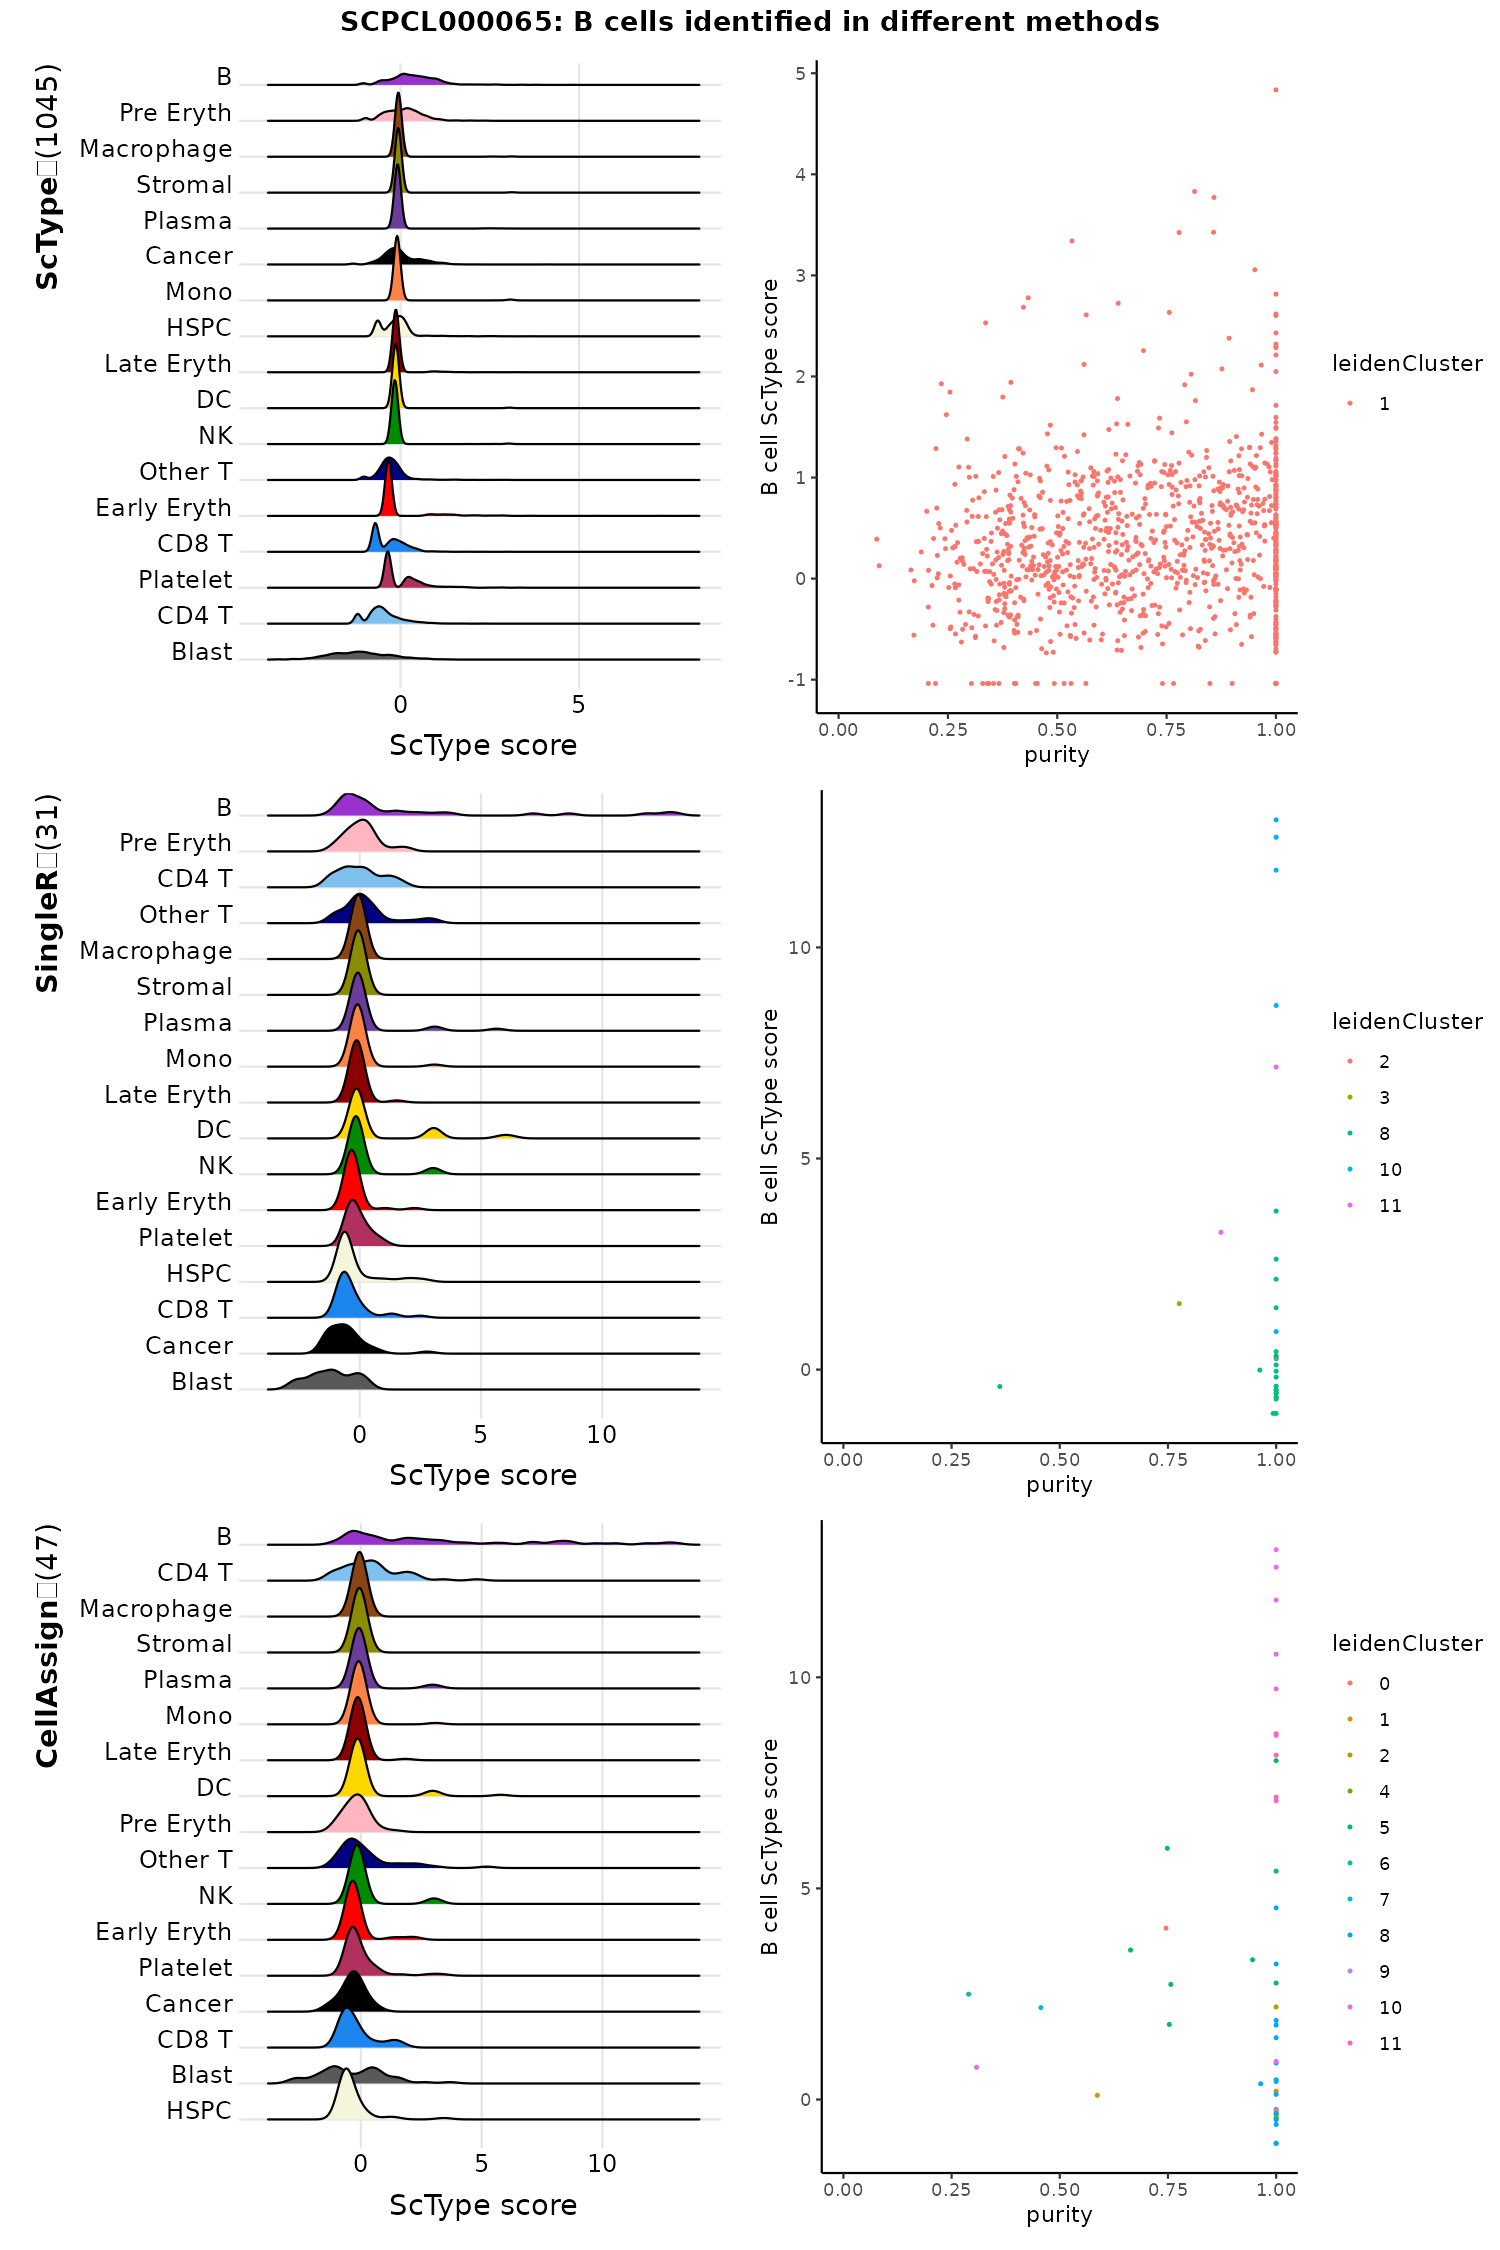 SCPCL000065: B cells identified in different methods
ScType□(1045)
B
Pre Eryth
Macrophage
Stromal
Plasma
Cancer
Mono
HSPC
Late Eryth
DC
NK
Other T
Early Eryth
CD8 T
Platelet
CD4 T
Blast
0 5
ScType score
B cell ScType score
5
4
3
2
1
0
-1
0.00 0.25 0.50 0.75 1.00
purity
leidenCluster
1
SingleR□(31)
B
Pre Eryth
CD4 T
Other T
Macrophage
Stromal
Plasma
Mono
Late Eryth
DC
NK
Early Eryth
Platelet
HSPC
CD8 T
Cancer
Blast
0 5 10
ScType score
B cell ScType score
10
5
0
0.00 0.25 0.50 0.75 1.00
purity
leidenCluster
2
3
8
10
11
CellAssign□(47)
B
CD4 T
Macrophage
Stromal
Plasma
Mono
Late Eryth
DC
Pre Eryth
Other T
NK
Early Eryth
Platelet
Cancer
CD8 T
Blast
HSPC
0 5 10
ScType score
B cell ScType score
10
5
0
0.00 0.25 0.50 0.75 1.00
purity
leidenCluster
0
1
2
4
5
6
7
8
9
10
11